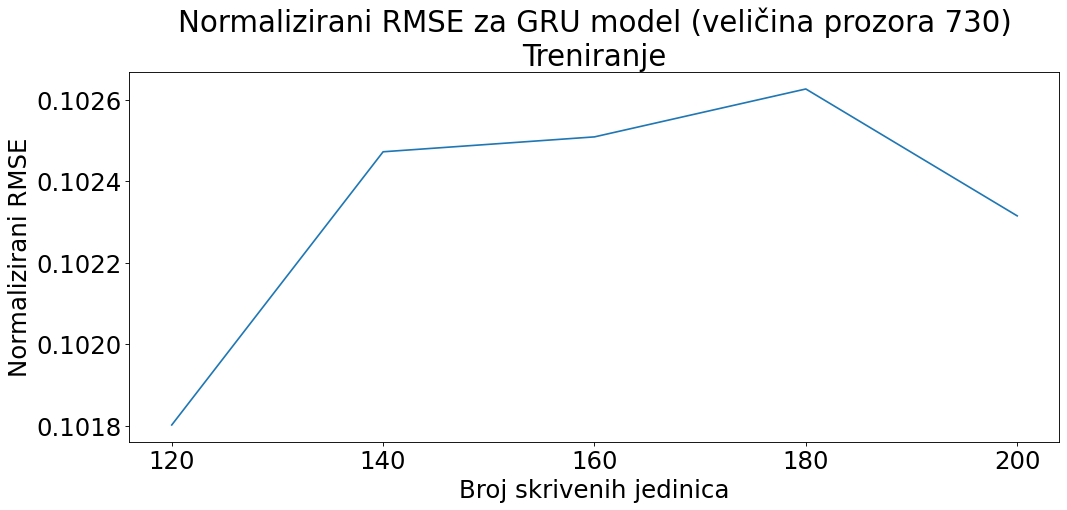 Normalizirani RMSE za GRU model (veličina prozora 730)
Treniranje
Normalizirani RMSE
0.1026
0.1024
0.1022
0.1020
0.1018
120 140 160 180 200
Broj skrivenih jedinica